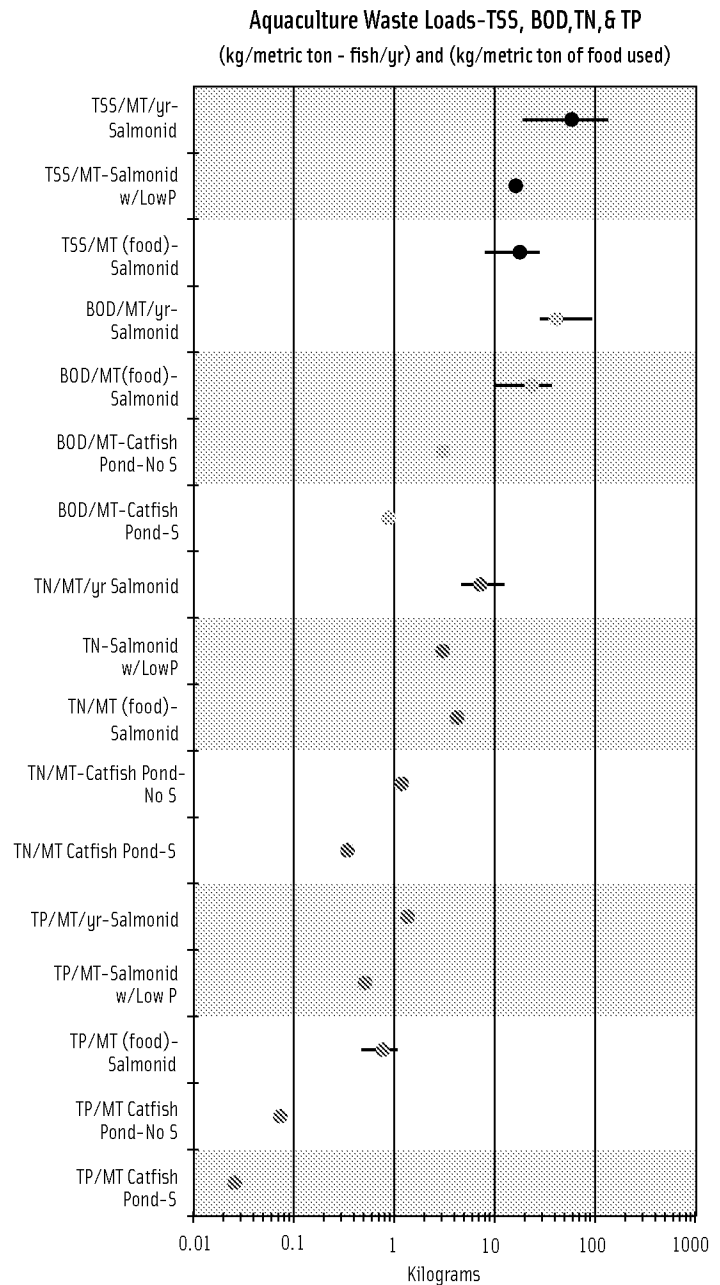 Aquaculture Waste Loads-TSS, BOD,TN,& TP
(kg/metric ton - fish/yr) and (kg/metric ton of food used)
TSS/MT/yr-
Salmonid
TSS/MT-Salmonid
w/LowP
TSS/MT (food)-
Salmonid
BOD/MT/yr-
Salmonid
BOD/MT(food)-
Salmonid
BOD/MT-Catfish
Pond-No S
BOD/MT-Catfish
Pond-S
TN/MT/yr Salmonid
TN-Salmonid
w/LowP
TN/MT (food)-
Salmonid
TN/MT-Catfish Pond-
No S
TN/MT Catfish Pond-S
TP/MT/yr-Salmonid
TP/MT-Salmonid
w/Low P
TP/MT (food)-
Salmonid
TP/MT Catfish
Pond-No S
TP/MT Catfish
Pond-S
0.01 0.1 1 10 100 1000
Kilograms